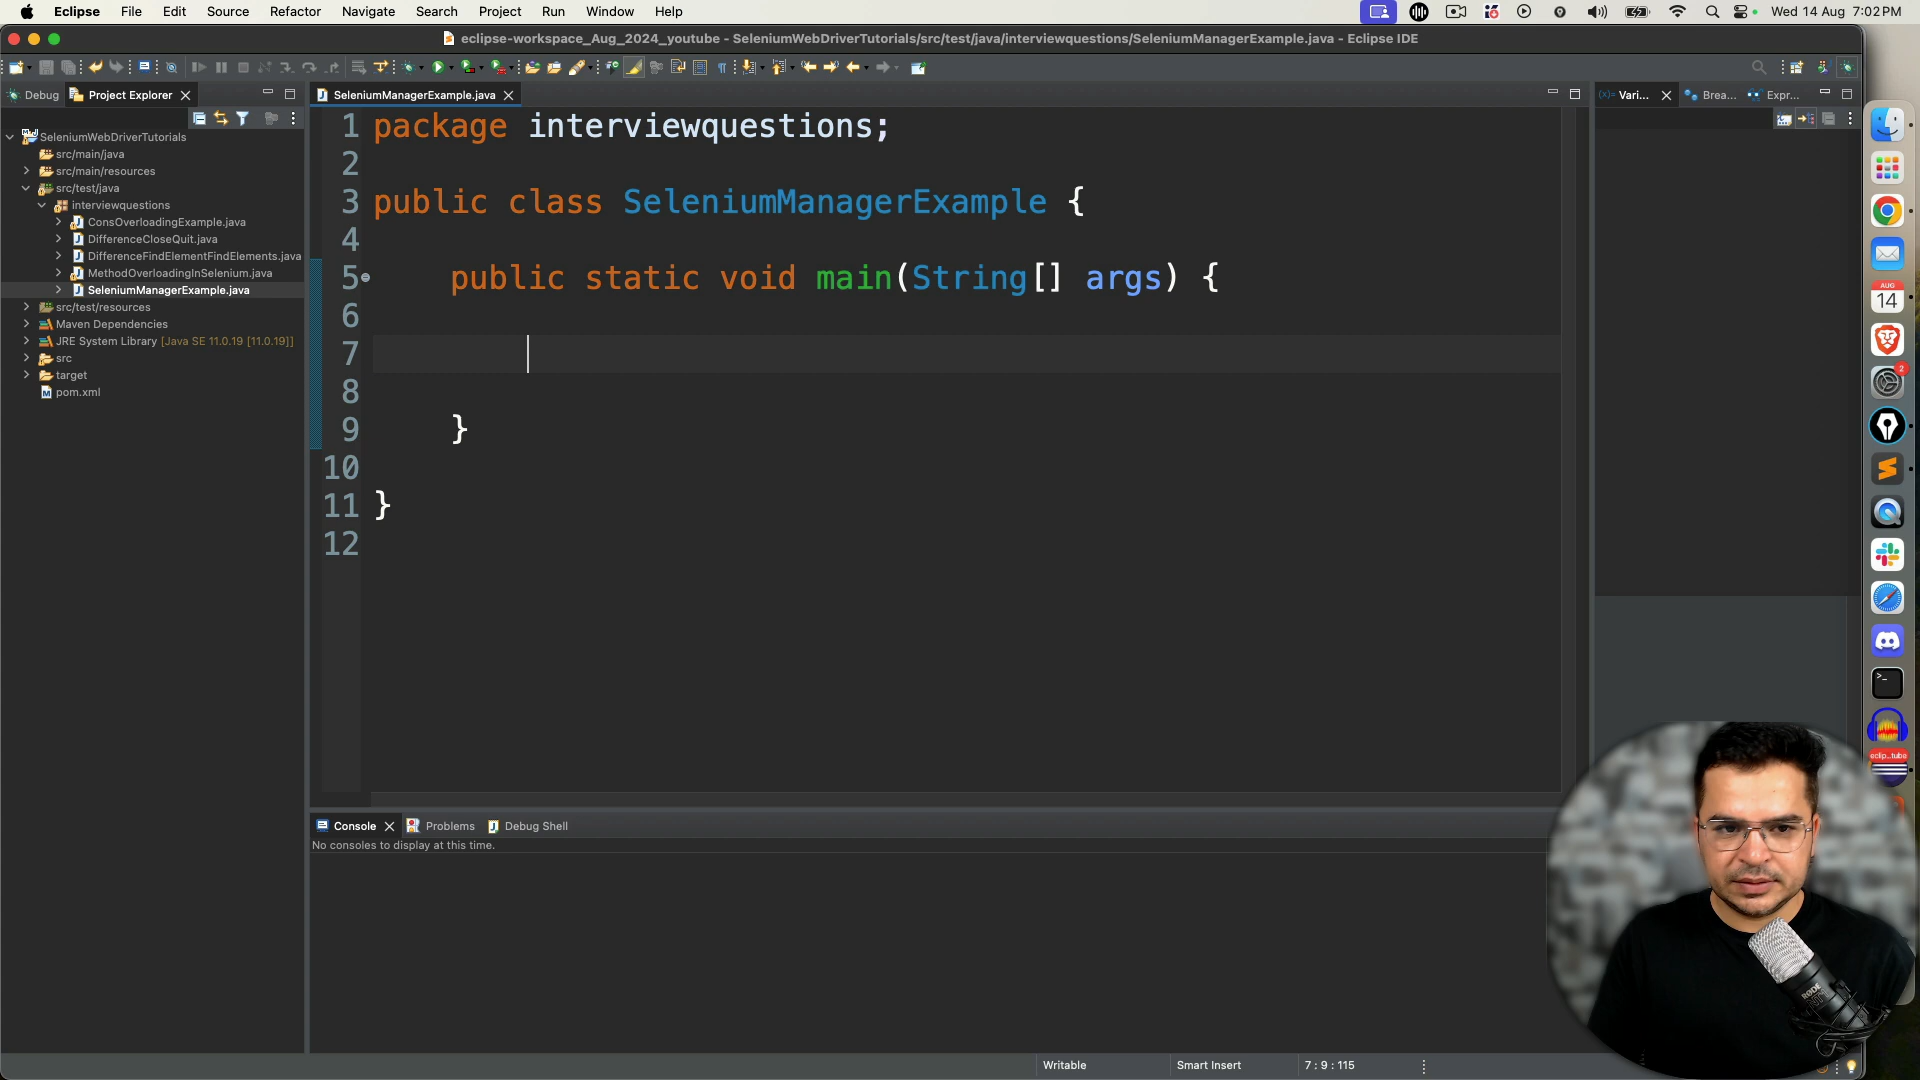 Eclipse File Edit Source Refactor Navigate Search Project Run Window Help Wed 14 Aug 7:02 PM
eclipse-workspace_Aug_2024_youtube - SeleniumWebDriverTutorials/src/test/java/interviewquestions/SeleniumManagerExample.java - Eclipse IDE
Debug Project Explorer
SeleniumManagerExample.java
Vari... Brea... Expr...
SeleniumWebDriverTutorials
src/main/java
src/main/resources
src/test/java
interviewquestions
ConsOverloadingExample.java
DifferenceCloseQuit.java
DifferenceFindElementFindElements.java
MethodOverloadingInSelenium.java
SeleniumManagerExample.java
src/test/resources
Maven Dependencies
JRE System Library [Java SE 11.0.19 [11.0.19]]
src
target
pom.xml
1 package interviewquestions;
2
3 public class SeleniumManagerExample {
4
5 public static void main(String[] args) {
6
7
8
9 }
10
11 }
12
Console Problems Debug Shell
No consoles to display at this time.
Writable Smart Insert 7 : 9 : 115
AUG
14
2
eclip...tube
RØDE